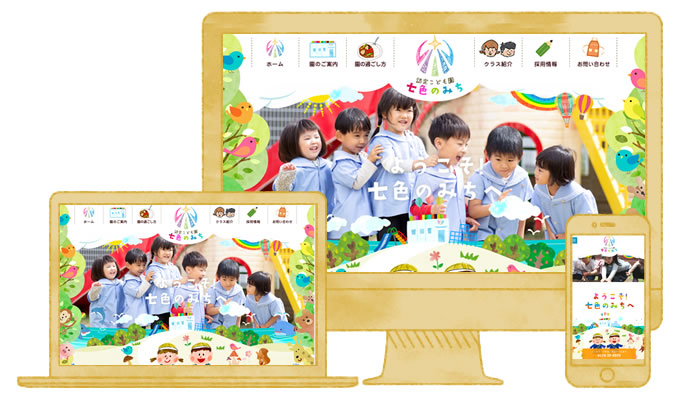 ホーム
園のご案内
園の過ごし方
認定こども園
七色のみち
クラス紹介
採用情報
お問い合わせ
ようこそ!
七色のみちへ
ホーム
園のご案内
園の過ごし方
認定こども園
七色のみち
クラス紹介
採用情報
お問い合わせ
ようこそ!
七色のみちへ
ようこそ!
七色のみちへ